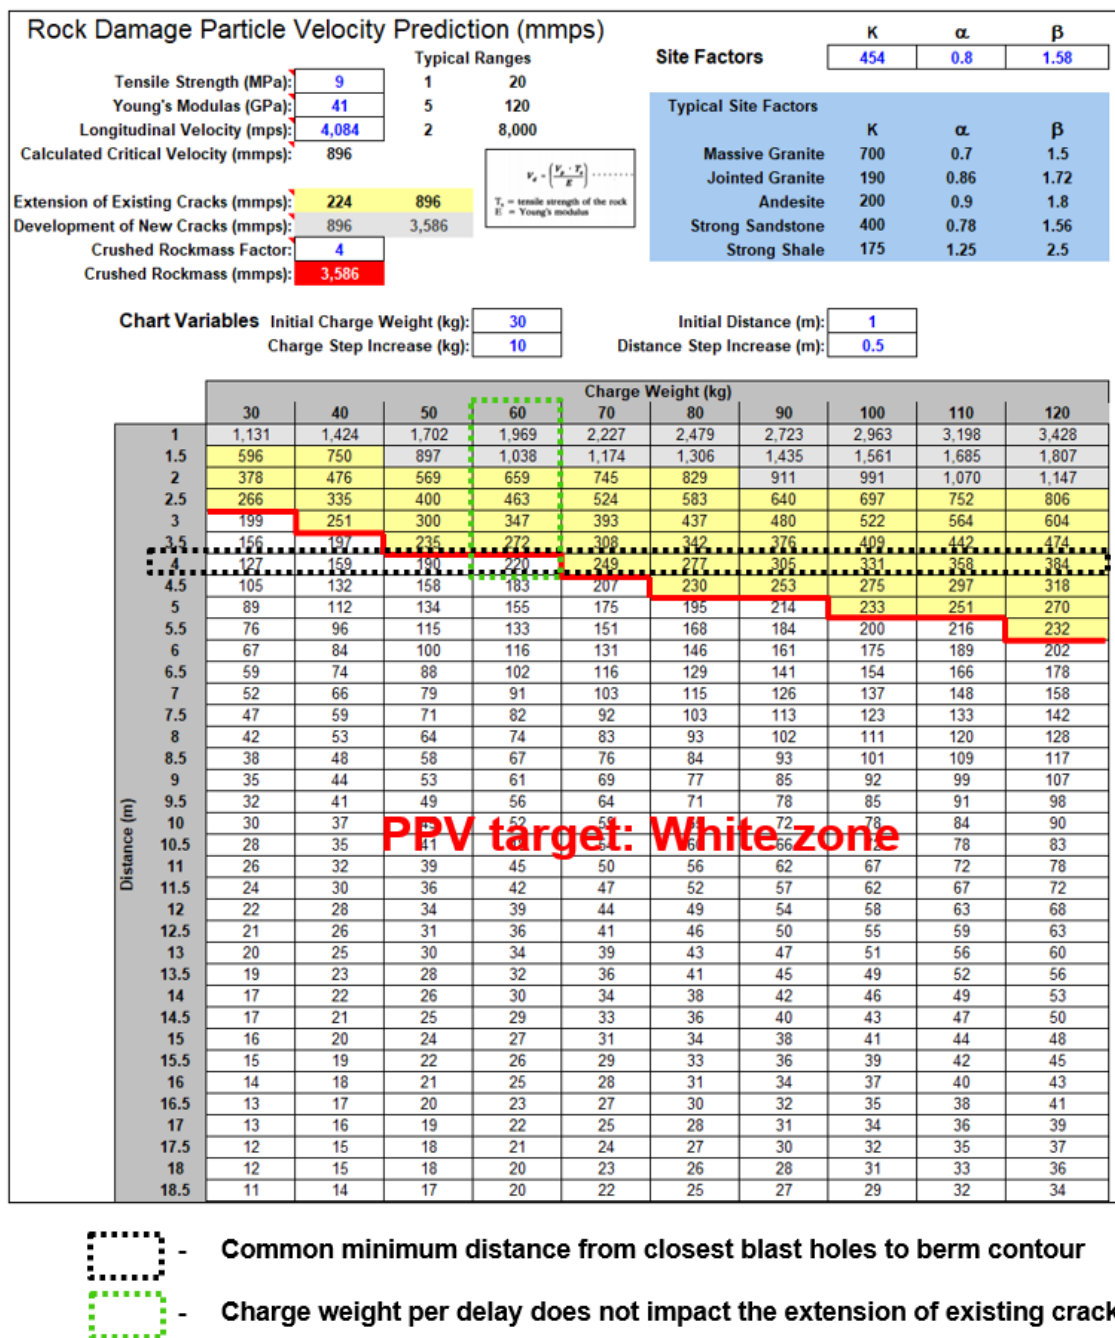 Rock Damage Particle Velocity Prediction (mmps)
K α β
Typical Ranges
Site Factors 454 0.8 1.58
Tensile Strength (MPa): 9 1 20
Young's Modulas (GPa): 41 5 120
Longitudinal Velocity (mps): 4,084 2 8,000
Calculated Critical Velocity (mmps): 896
Typical Site Factors
K α β
Massive Granite 700 0.7 1.5
Jointed Granite 190 0.86 1.72
Andesite 200 0.9 1.8
Strong Sandstone 400 0.78 1.56
Strong Shale 175 1.25 2.5
Ts = tensile strength of the rock
E = Young's modulus
Extension of Existing Cracks (mmps): 224 896
Development of New Cracks (mmps): 896 3,586
Crushed Rockmass Factor: 4
Crushed Rockmass (mmps): 3,586
Chart Variables Initial Charge Weight (kg): 30 Initial Distance (m): 1
Charge Step Increase (kg): 10 Distance Step Increase (m): 0.5
Charge Weight (kg)
30 40 50 60 70 80 90 100 110 120
Distance (m)
1 1,131 1,424 1,702 1,969 2,227 2,479 2,723 2,963 3,198 3,428
1.5 596 750 897 1,038 1,174 1,306 1,435 1,561 1,685 1,807
2 378 476 569 659 745 829 911 991 1,070 1,147
2.5 266 335 400 463 524 583 640 697 752 806
3 199 251 300 347 393 437 480 522 564 604
3.5 156 197 235 272 308 342 376 409 442 474
4 127 159 190 220 249 277 305 331 358 384
4.5 105 132 158 183 207 230 253 275 297 318
5 89 112 134 155 175 195 214 233 251 270
5.5 76 96 115 133 151 168 184 200 216 232
6 67 84 100 116 131 146 161 175 189 202
6.5 59 74 88 102 116 129 141 154 166 178
7 52 66 79 91 103 115 126 137 148 158
7.5 47 59 71 82 92 103 113 123 133 142
8 42 53 64 74 83 93 102 111 120 128
8.5 38 48 58 67 76 84 93 101 109 117
9 35 44 53 61 69 77 85 92 99 107
9.5 32 41 49 56 64 71 78 85 91 98
10 30 37 52 72 78 84 90
PPV target: White zone
10.5 28 35 41 66 78 83
11 26 32 39 45 50 56 62 67 72 78
11.5 24 30 36 42 47 52 57 62 67 72
12 22 28 34 39 44 49 54 58 63 68
12.5 21 26 31 36 41 46 50 55 59 63
13 20 25 30 34 39 43 47 51 56 60
13.5 19 23 28 32 36 41 45 49 52 56
14 17 22 26 30 34 38 42 46 49 53
14.5 17 21 25 29 33 36 40 43 47 50
15 16 20 24 27 31 34 38 41 44 48
15.5 15 19 22 26 29 33 36 39 42 45
16 14 18 21 25 28 31 34 37 40 43
16.5 13 17 20 23 27 30 32 35 38 41
17 13 16 19 22 25 28 31 34 36 39
17.5 12 15 18 21 24 27 30 32 35 37
18 12 15 18 20 23 26 28 31 33 36
18.5 11 14 17 20 22 25 27 29 32 34
- Common minimum distance from closest blast holes to berm contour
- Charge weight per delay does not impact the extension of existing crack